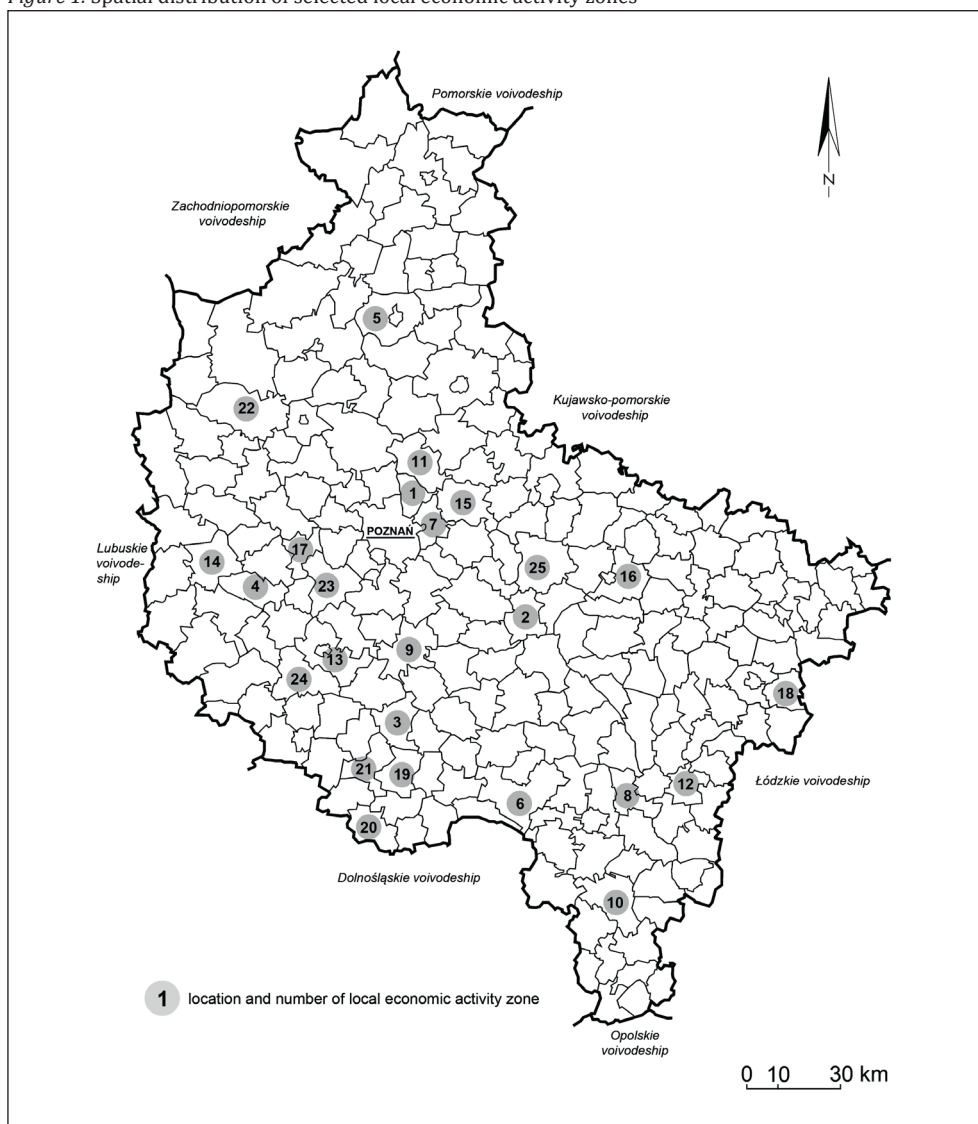 Figure 1. Spatial distribution of selected local economic activity zones
Pomorskie voivodeship
N
Zachodniopomorskie
voivodeship
5
Kujawsko-pomorskie
voivodeship
22
11
1
15
7
POZNAŃ
Lubuskie
voivode-
ship
17
14
25
16
4
23
2
9
13
24
18
3
21
19
12
Łódzkie voivodeship
6
8
20
Dolnośląskie voivodeship
10
1 location and number of local economic activity zone
Opolskie
voivodeship
0 10 30 km